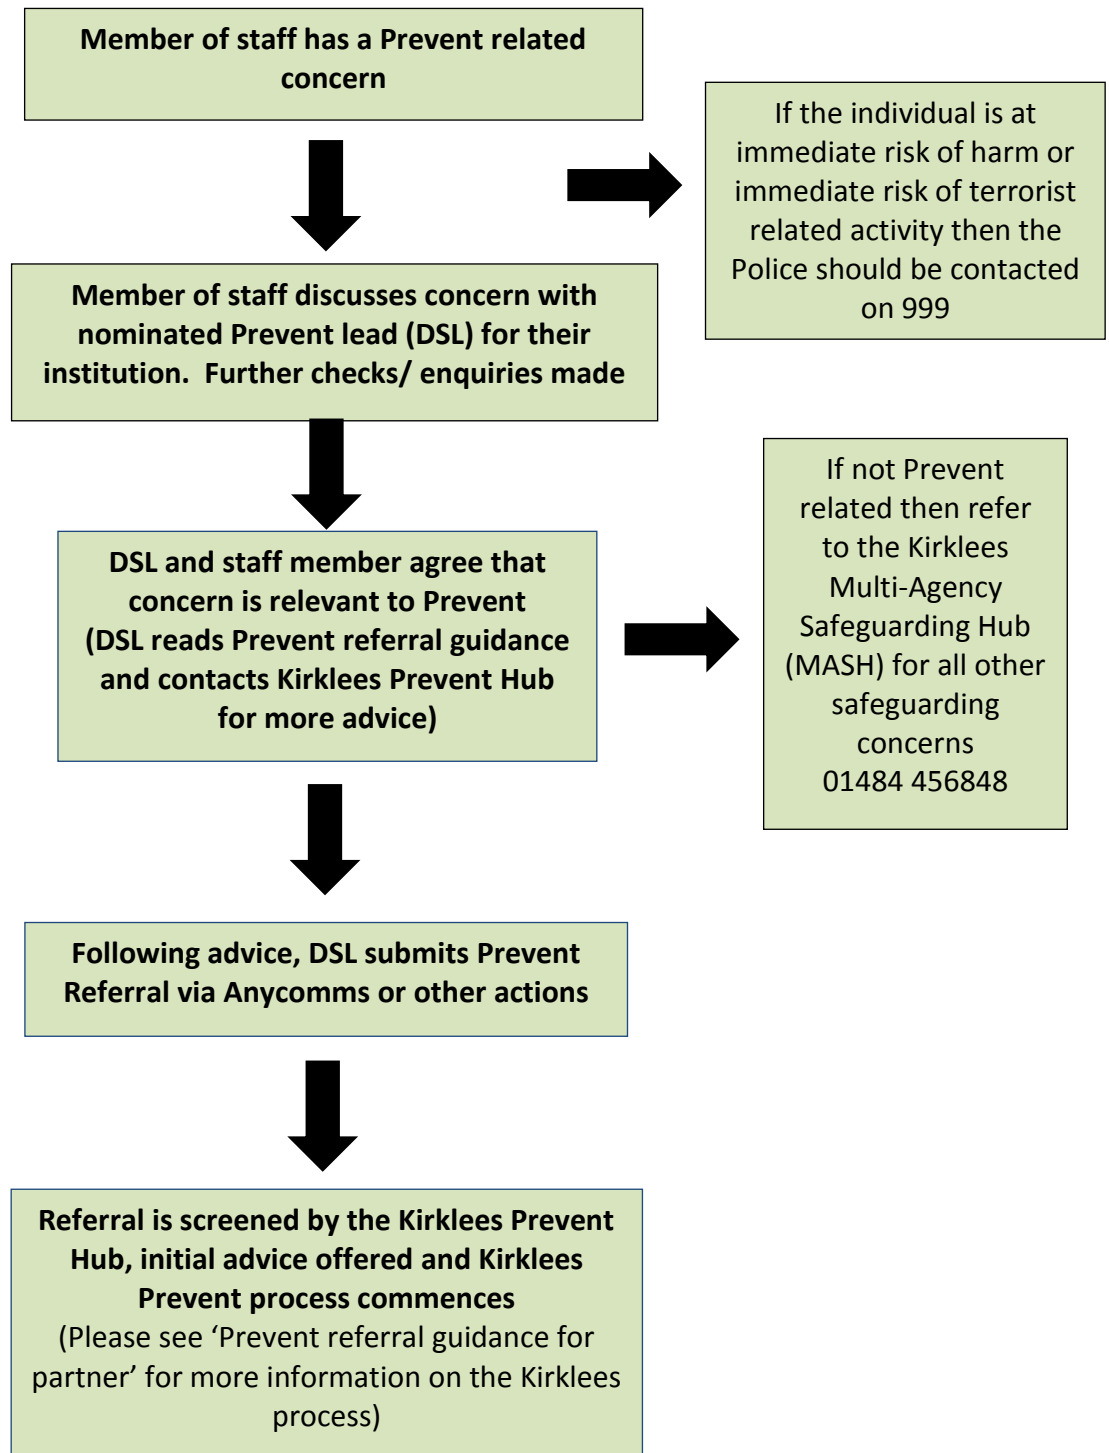 Member of staff has a Prevent related
concern
If the individual is at
immediate risk of harm or
immediate risk of terrorist
related activity then the
Police should be contacted
on 999
Member of staff discusses concern with
nominated Prevent lead (DSL) for their
institution.  Further checks/ enquiries made
DSL and staff member agree that
concern is relevant to Prevent
(DSL reads Prevent referral guidance
and contacts Kirklees Prevent Hub
for more advice)
If not Prevent
related then refer
to the Kirklees
Multi-Agency
Safeguarding Hub
(MASH) for all other
safeguarding
concerns
01484 456848
Following advice, DSL submits Prevent
Referral via Anycomms or other actions
Referral is screened by the Kirklees Prevent
Hub, initial advice offered and Kirklees
Prevent process commences
(Please see ‘Prevent referral guidance for
partner’ for more information on the Kirklees
process)